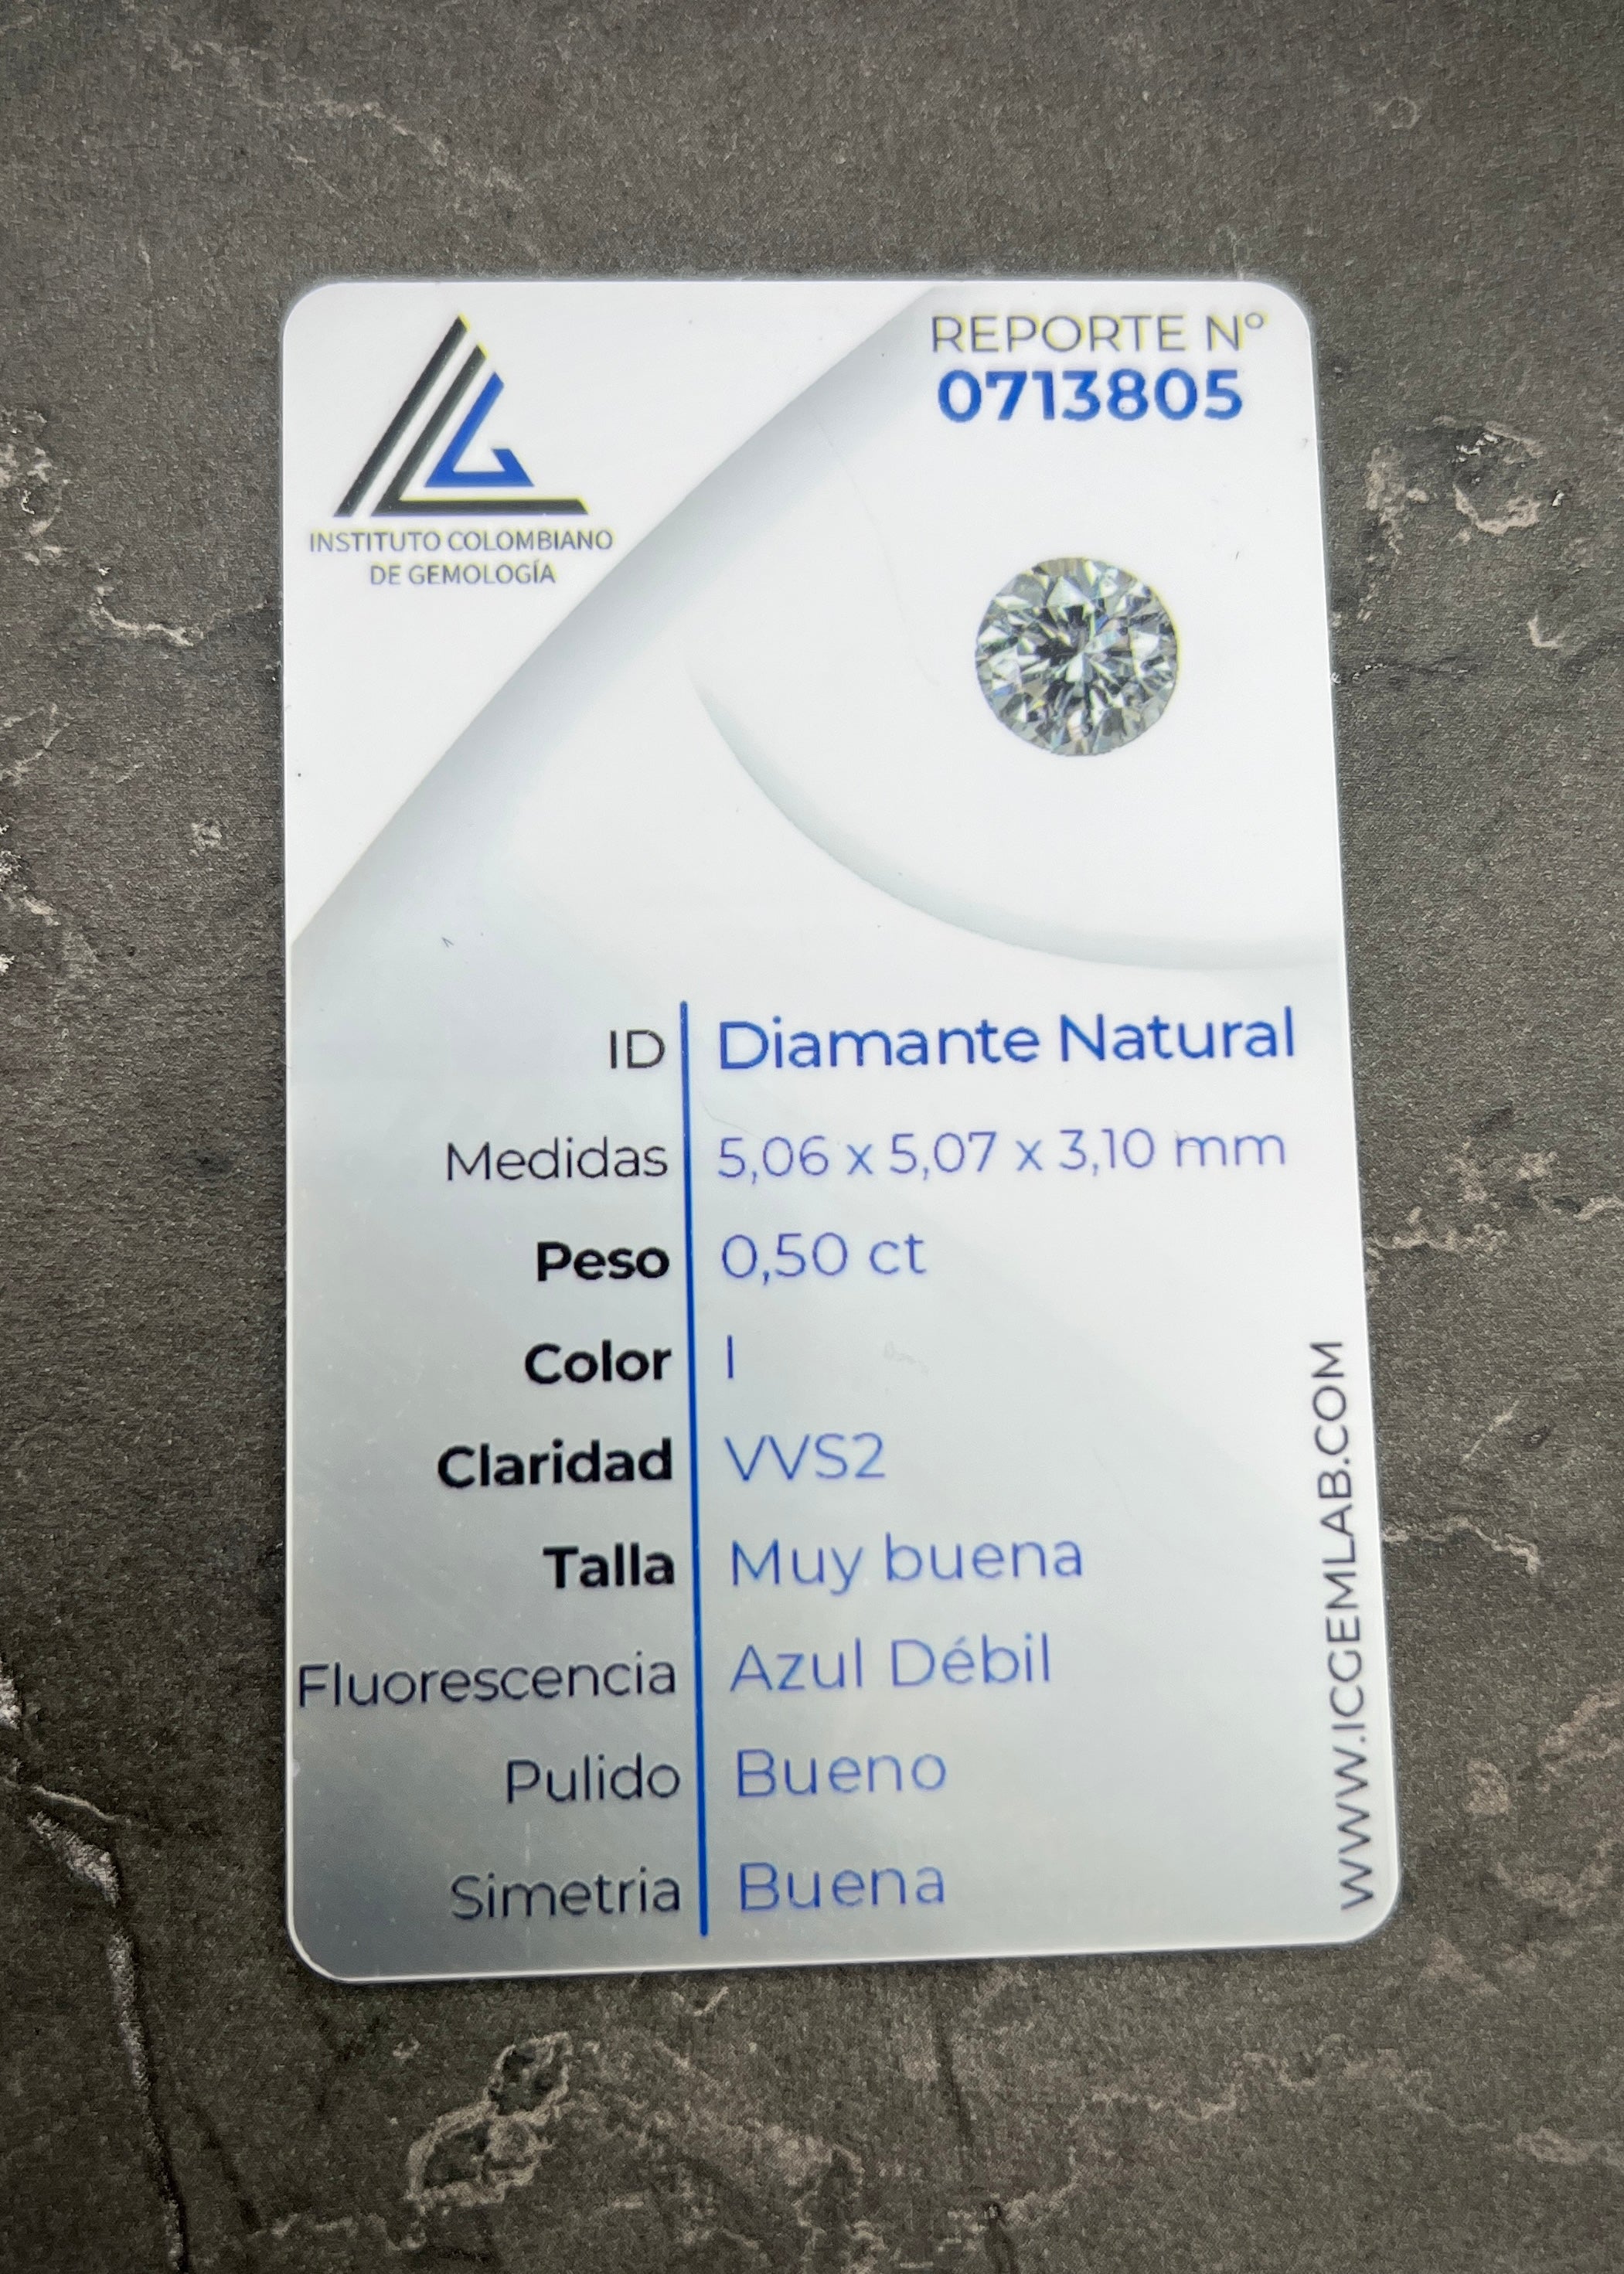 INSTITUTO COLOMBIANO
DE GEMOLOGÍA
REPORTE Nº
0713805
ID Diamante Natural
Medidas 5,06 x 5,07 x 3,10 mm
Peso 0,50 ct
Color I
Claridad VVS2
Talla Muy buena
Fluorescencia Azul Débil
Pulido Bueno
Simetria Buena
WWW.ICGEMLAB.COM